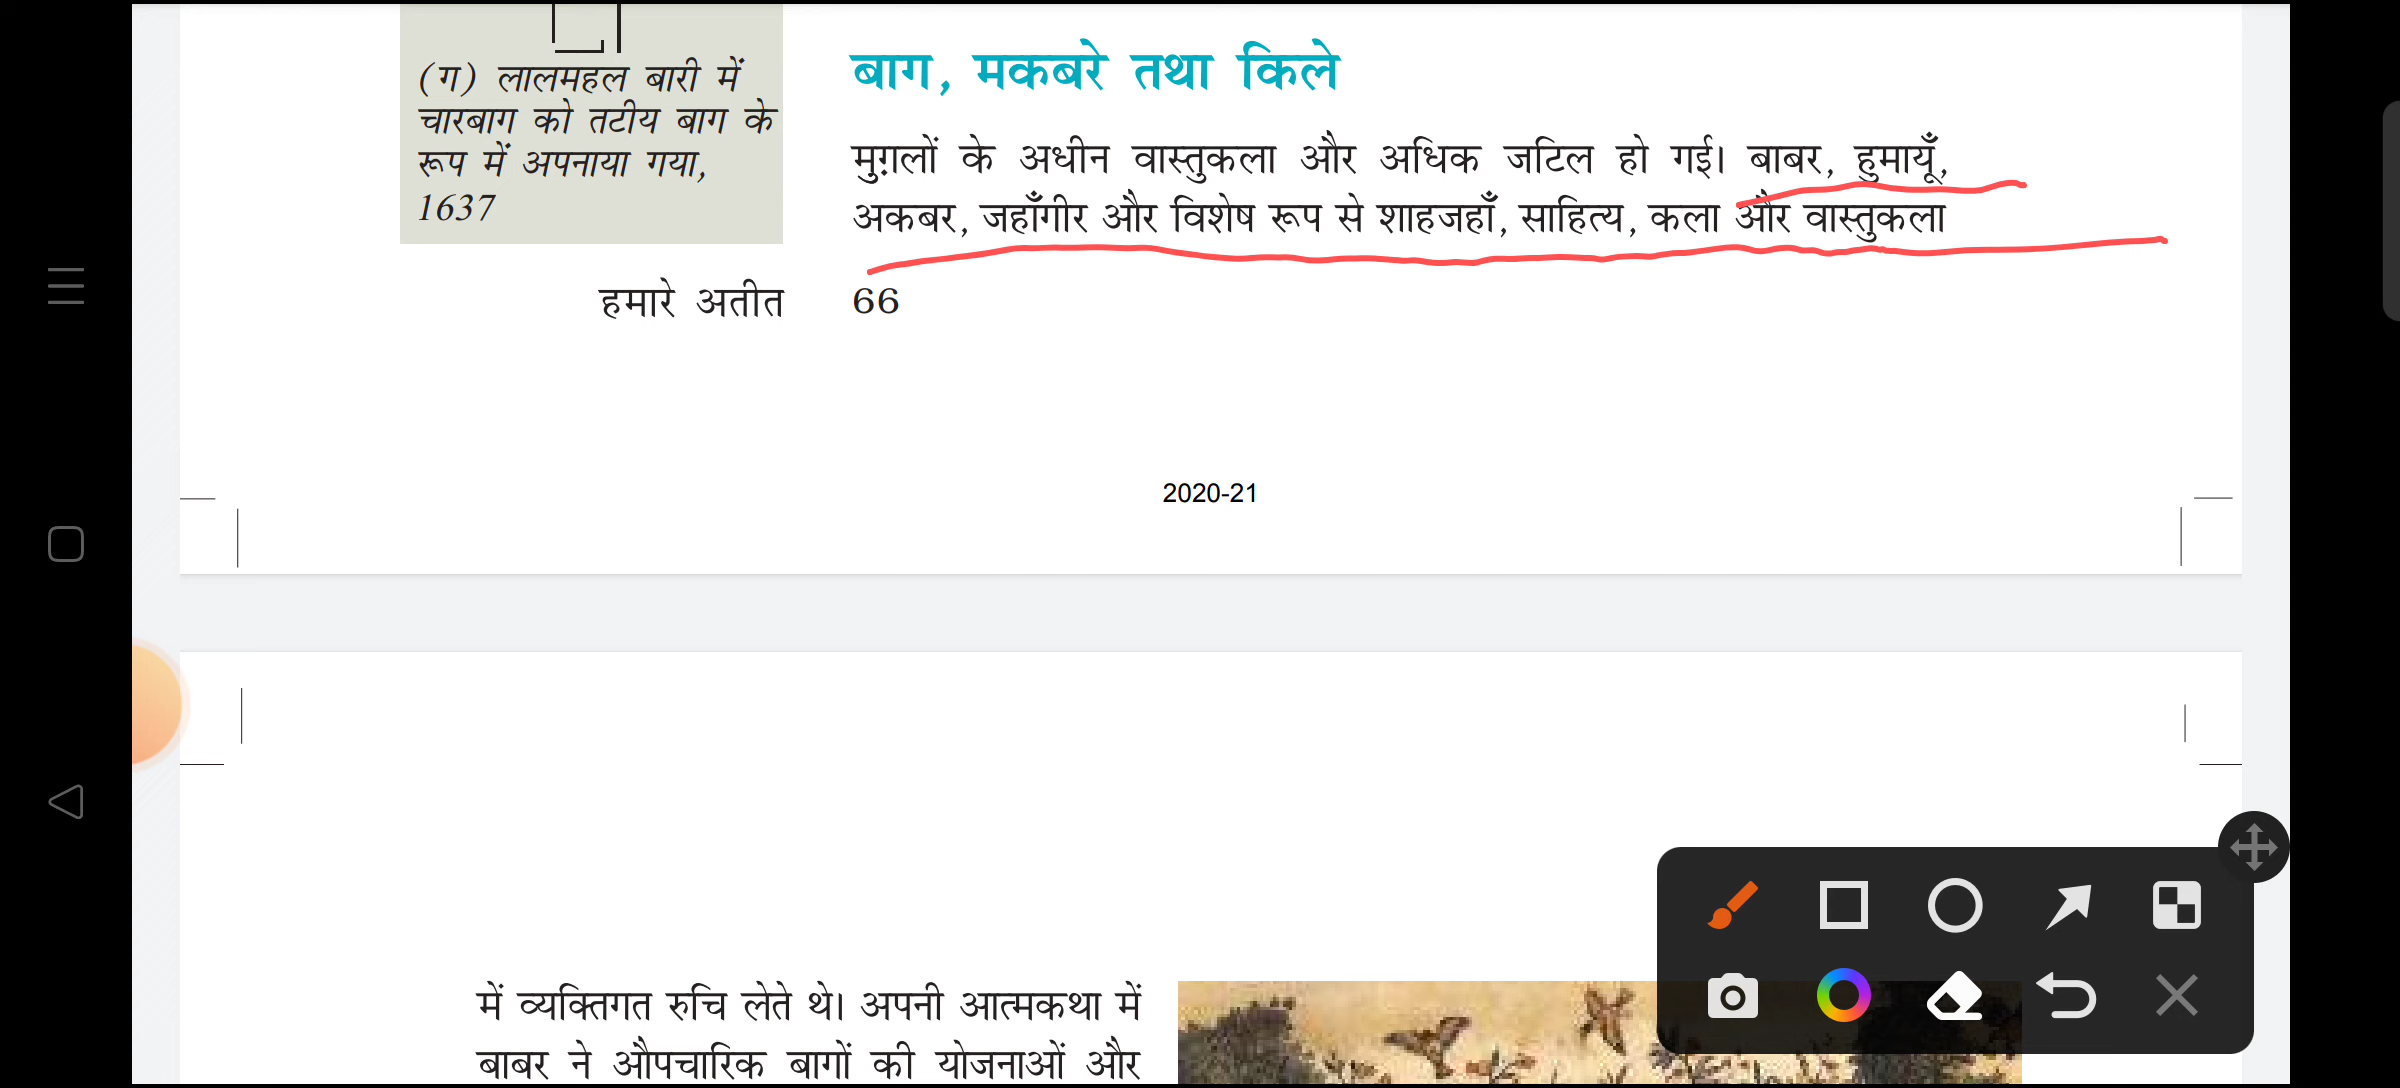 (ग) लालमहल बारी में
चारबाग को तटीय बाग के
रूप में अपनाया गया,
1637
बाग, मकबरे तथा किले
मुग़लों के अधीन वास्तुकला और अधिक जटिल हो गई। बाबर, हुमायूँ,
अकबर, जहाँगीर और विशेष रूप से शाहजहाँ, साहित्य, कला और वास्तुकला
हमारे अतीत 66
2020-21
में व्यक्तिगत रुचि लेते थे। अपनी आत्मकथा में
बाबर ने औपचारिक बागों की योजनाओं और